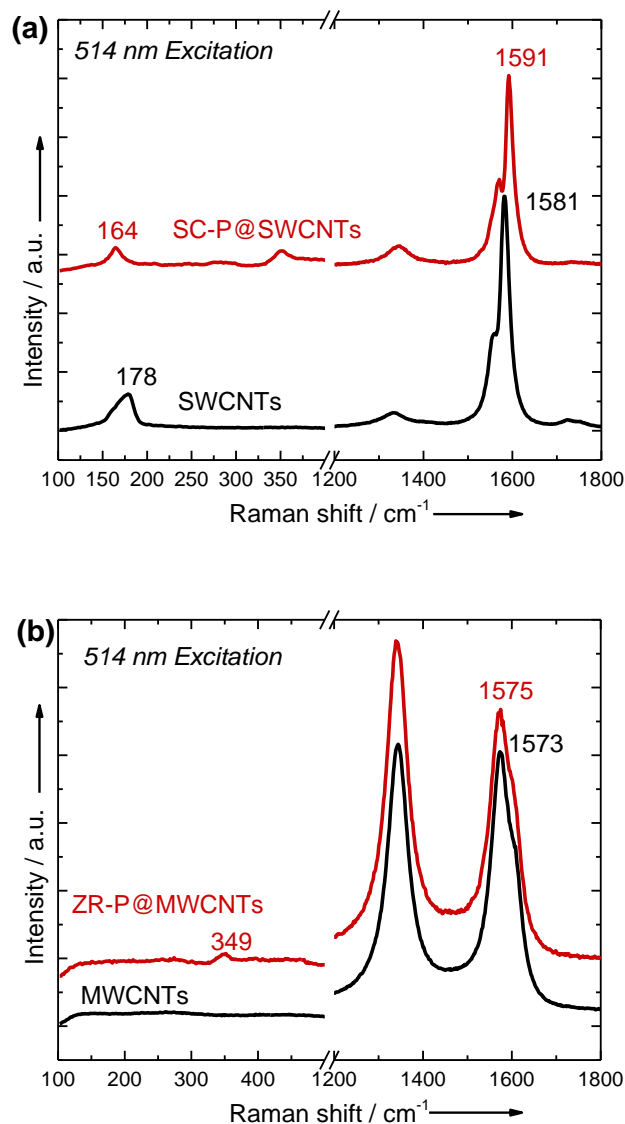 (a)
514 nm Excitation
1591
1581
164
SC-P@SWCNTs
178
SWCNTs
Intensity / a.u.
100 150 200 250 300 350 1200 1400 1600 1800
Raman shift / cm-1
(b)
514 nm Excitation
1575
1573
ZR-P@MWCNTs
349
MWCNTs
Intensity / a.u.
100 200 300 400 1200 1400 1600 1800
Raman shift / cm-1